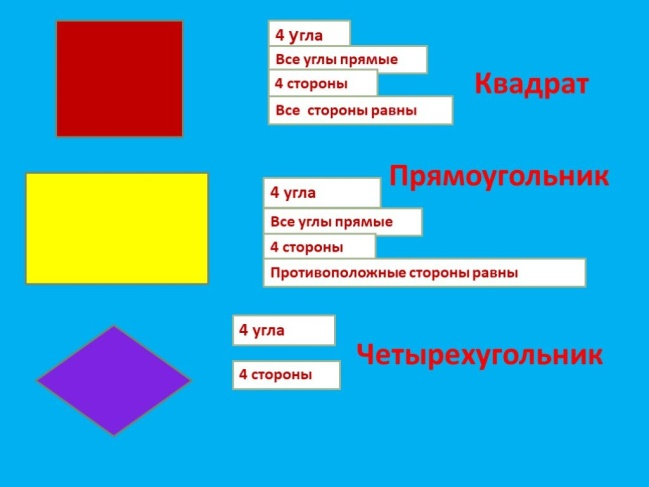 4 угла
Все углы прямые
4 стороны
Все стороны равны
Квадрат
Прямоугольник
4 угла
Все углы прямые
4 стороны
Противоположные стороны равны
4 угла
4 стороны
Четырехугольник